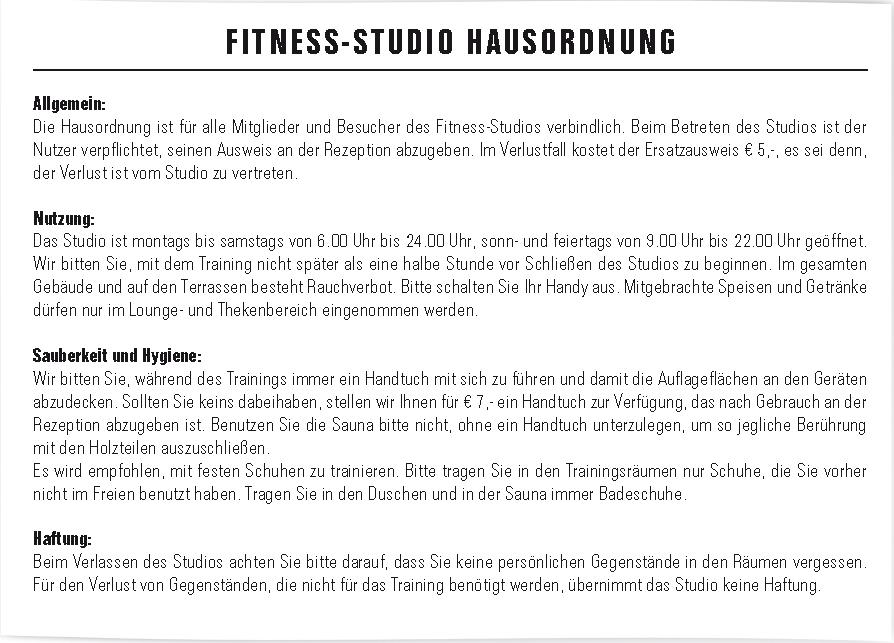 FITNESS-STUDIO HAUSORDNUNG
Allgemein:
Die Hausordnung ist für alle Mitglieder und Besucher des Fitness-Studios verbindlich. Beim Betreten des Studios ist der
Nutzer verpflichtet, seinen Ausweis an der Rezeption abzugeben. Im Verlustfall kostet der Ersatzausweis € 5,-, es sei denn,
der Verlust ist vom Studio zu vertreten.
Nutzung:
Das Studio ist montags bis samstags von 6.00 Uhr bis 24.00 Uhr, sonn- und feiertags von 9.00 Uhr bis 22.00 Uhr geöffnet.
Wir bitten Sie, mit dem Training nicht später als eine halbe Stunde vor Schließen des Studios zu beginnen. Im gesamten
Gebäude und auf den Terrassen besteht Rauchverbot. Bitte schalten Sie Ihr Handy aus. Mitgebrachte Speisen und Getränke
dürfen nur im Lounge- und Thekenbereich eingenommen werden.
Sauberkeit und Hygiene:
Wir bitten Sie, während des Trainings immer ein Handtuch mit sich zu führen und damit die Auflageflächen an den Geräten
abzudecken. Sollten Sie keins dabeihaben, stellen wir Ihnen für € 7,- ein Handtuch zur Verfügung, das nach Gebrauch an der
Rezeption abzugeben ist. Benutzen Sie die Sauna bitte nicht, ohne ein Handtuch unterzulegen, um so jegliche Berührung
mit den Holzteilen auszuschließen.
Es wird empfohlen, mit festen Schuhen zu trainieren. Bitte tragen Sie in den Trainingsräumen nur Schuhe, die Sie vorher
nicht im Freien benutzt haben. Tragen Sie in den Duschen und in der Sauna immer Badeschuhe.
Haftung:
Beim Verlassen des Studios achten Sie bitte darauf, dass Sie keine persönlichen Gegenstände in den Räumen vergessen.
Für den Verlust von Gegenständen, die nicht für das Training benötigt werden, übernimmt das Studio keine Haftung.